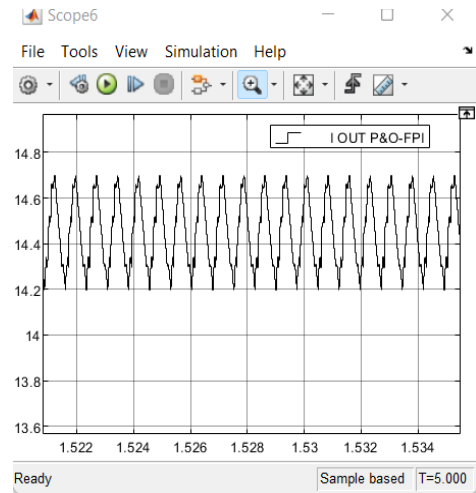 Scope6
File Tools View Simulation Help
I OUT P&O-FPI
14.8
14.6
14.4
14.2
14
13.8
13.6
1.522 1.524 1.526 1.528 1.53 1.532 1.534
Ready Sample based T=5.000